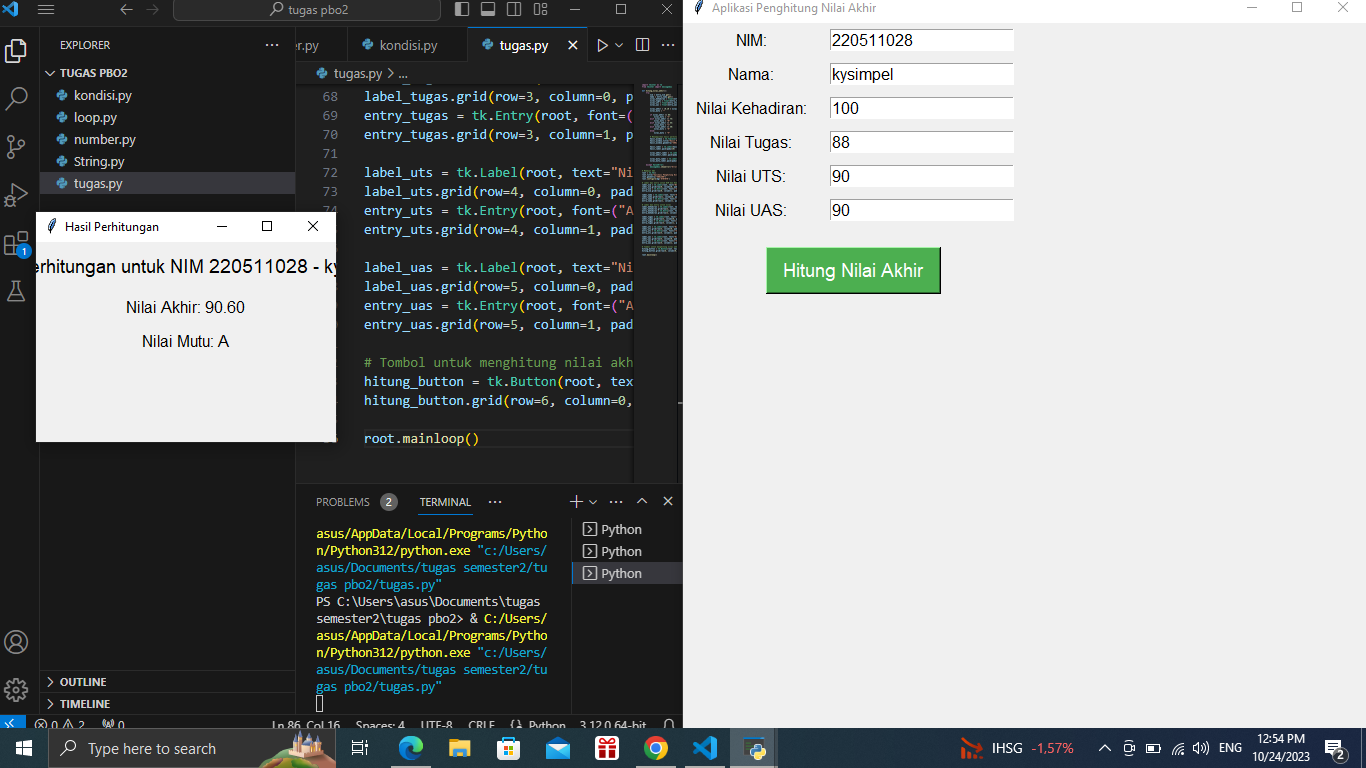 tugas pbo2
EXPLORER
TUGAS PBO2
kondisi.py
loop.py
number.py
String.py
tugas.py
er.py
kondisi.py
tugas.py
tugas.py > ...
68 label_tugas.grid(row=3, column=0, p
69 entry_tugas = tk.Entry(root, font=(
70 entry_tugas.grid(row=3, column=1, p
71
72 label_uts = tk.Label(root, text="Ni
73 label_uts.grid(row=4, column=0, pad
74 entry_uts = tk.Entry(root, font=("A
entry_uts.grid(row=4, column=1, pad
label_uas = tk.Label(root, text="Ni
label_uas.grid(row=5, column=0, pad
entry_uas = tk.Entry(root, font=("A
entry_uas.grid(row=5, column=1, pad
# Tombol untuk menghitung nilai akh
hitung_button = tk.Button(root, tex
hitung_button.grid(row=6, column=0,
root.mainloop()
Hasil Perhitungan
erhitungan untuk NIM 220511028 - ky
Nilai Akhir: 90.60
Nilai Mutu: A
1
PROBLEMS 2 TERMINAL
asus/AppData/Local/Programs/Pytho
n/Python312/python.exe "c:/Users/
asus/Documents/tugas semester2/tu
gas pbo2/tugas.py"
PS C:\Users\asus\Documents\tugas
semester2\tugas pbo2> & C:/Users/
asus/AppData/Local/Programs/Pytho
n/Python312/python.exe "c:/Users/
asus/Documents/tugas semester2/tu
gas pbo2/tugas.py"
Python
Python
Python
OUTLINE
TIMELINE
0 2 0 Ln 86, Col 16 Spaces: 4 UTF-8 CRLF Python 3.12.0 64-bit
Aplikasi Penghitung Nilai Akhir
NIM: 220511028
Nama: kysimpel
Nilai Kehadiran: 100
Nilai Tugas: 88
Nilai UTS: 90
Nilai UAS: 90
Hitung Nilai Akhir
Type here to search
IHSG -1,57%
ENG
12:54 PM
10/24/2023
2